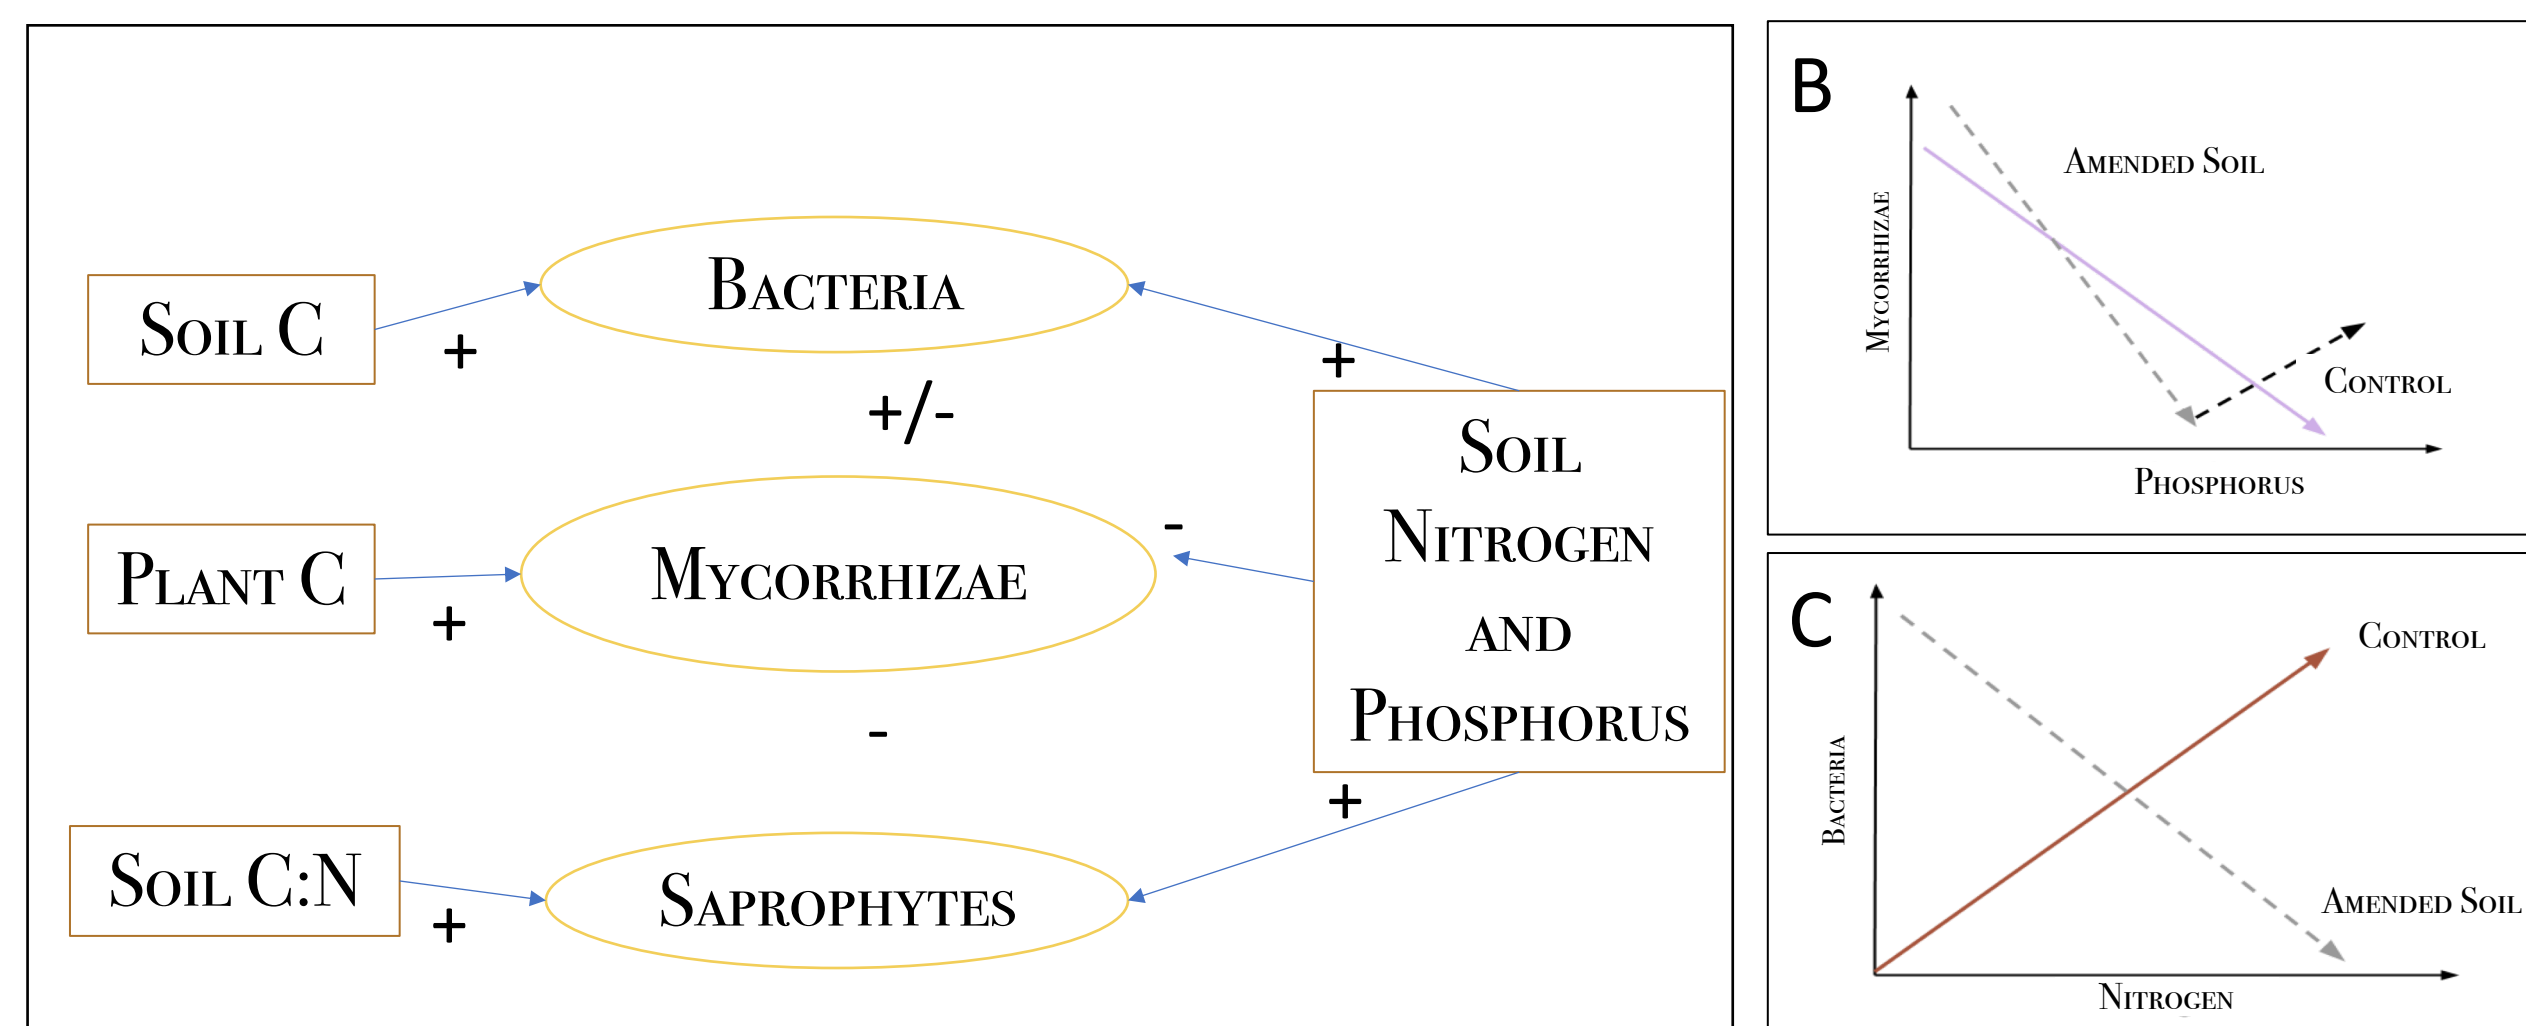 Bacteria
Soil C
+
+
+/-
Soil
Nitrogen
and
Phosphorus
Plant C
+
Mycorrhizae
-
-
Soil C:N
+
Saprophytes
+
B
Mycorrhizae
Amended Soil
Control
Phosphorus
C
Bacteria
Control
Amended Soil
Nitrogen